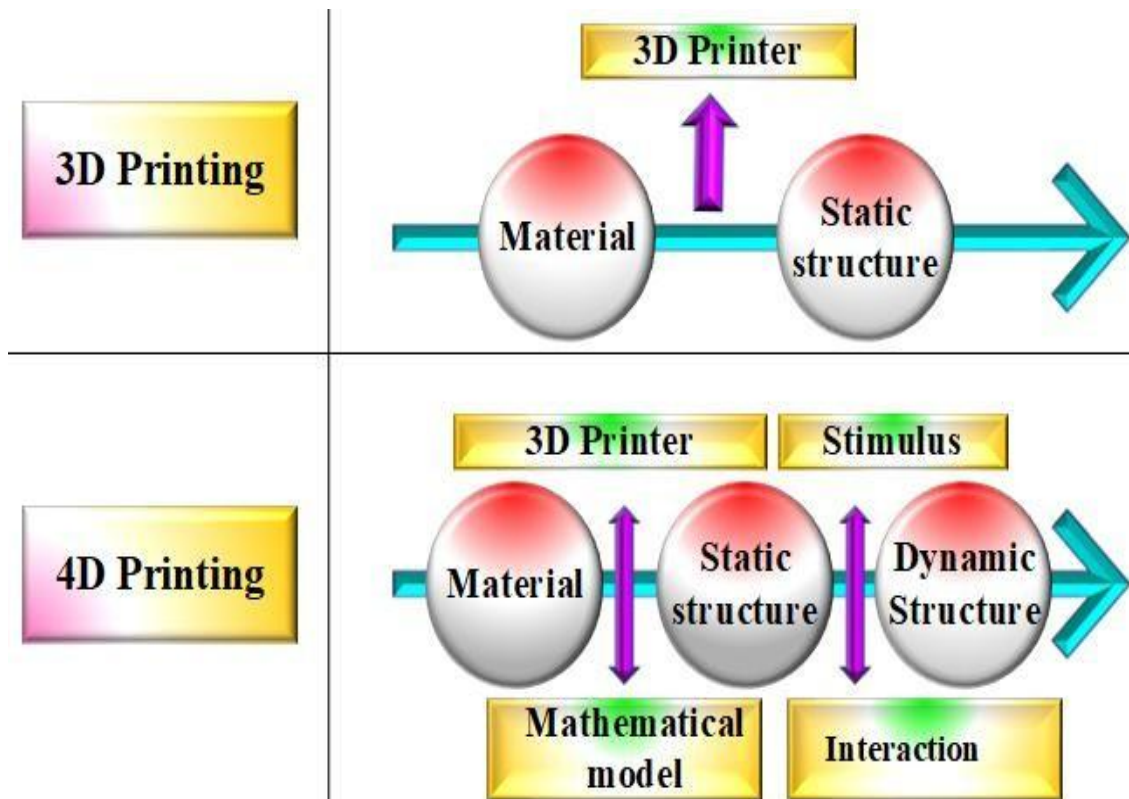 3D Printing
3D Printer
Material
Static
structure
4D Printing
3D Printer
Stimulus
Material
Static
structure
Dynamic
Structure
Mathematical
model
Interaction